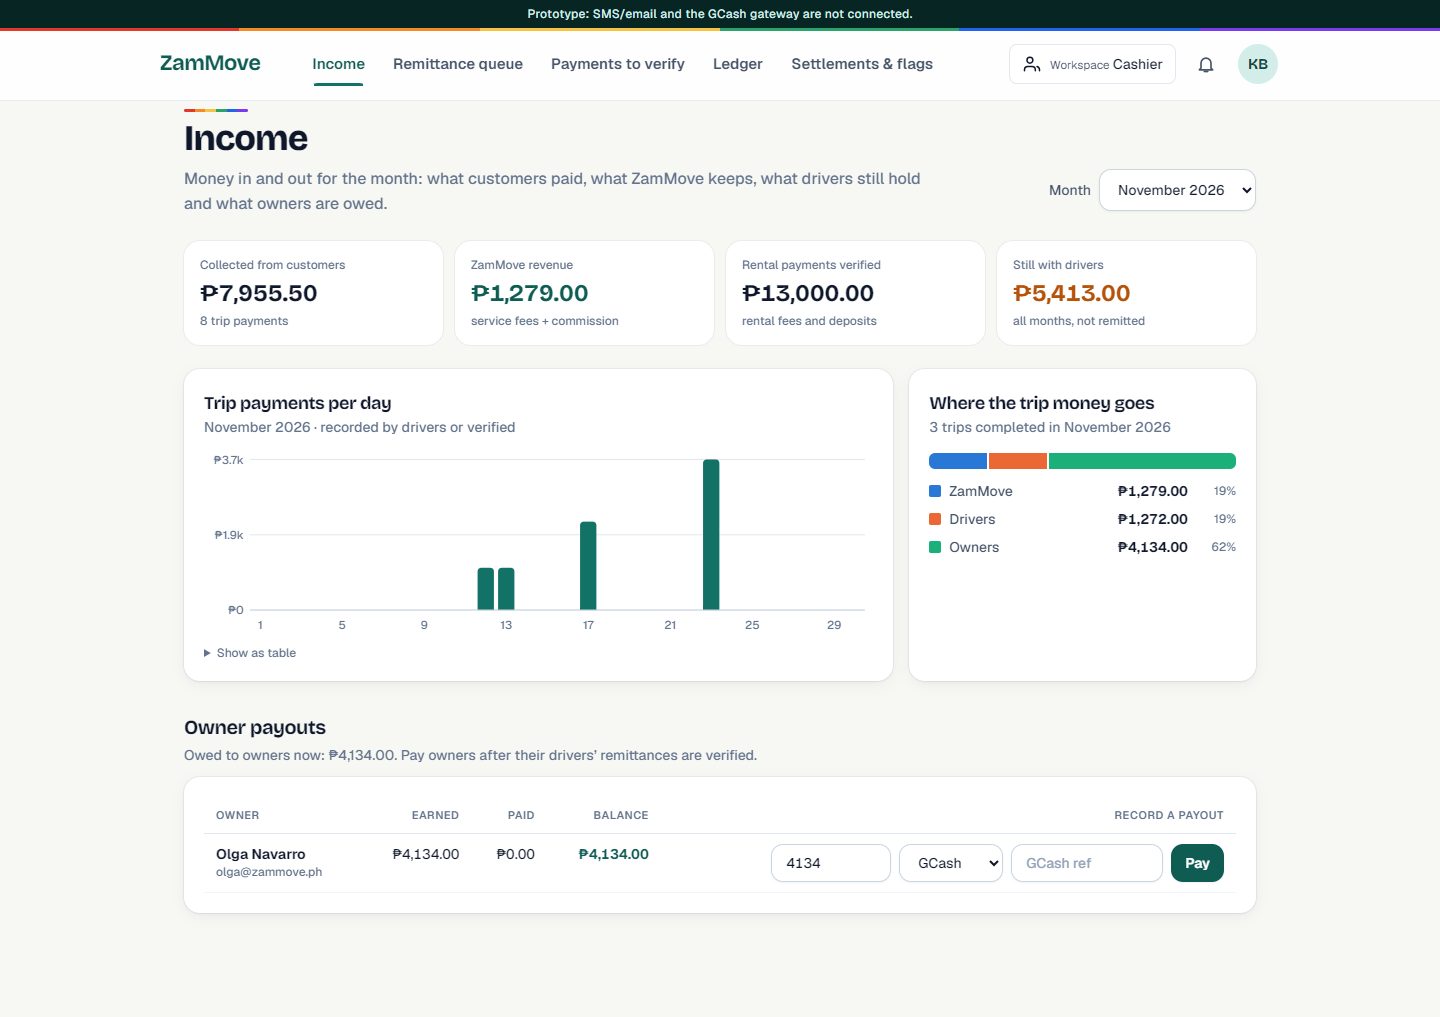 Prototype: SMS/email and the GCash gateway are not connected.
ZamMove
Income
Remittance queue
Payments to verify
Ledger
Settlements & flags
Workspace Cashier
KB
Income
Money in and out for the month: what customers paid, what ZamMove keeps, what drivers still hold
and what owners are owed.
Month
November 2026
Collected from customers
₱7,955.50
8 trip payments
ZamMove revenue
₱1,279.00
service fees + commission
Rental payments verified
₱13,000.00
rental fees and deposits
Still with drivers
₱5,413.00
all months, not remitted
Trip payments per day
November 2026 · recorded by drivers or verified
₱3.7k
₱1.9k
₱0
1 5 9 13 17 21 25 29
Show as table
Where the trip money goes
3 trips completed in November 2026
ZamMove ₱1,279.00 19%
Drivers ₱1,272.00 19%
Owners ₱4,134.00 62%
Owner payouts
Owed to owners now: ₱4,134.00. Pay owners after their drivers’ remittances are verified.
OWNER EARNED PAID BALANCE RECORD A PAYOUT
Olga Navarro ₱4,134.00 ₱0.00 ₱4,134.00 4134 GCash GCash ref Pay
olga@zammove.ph